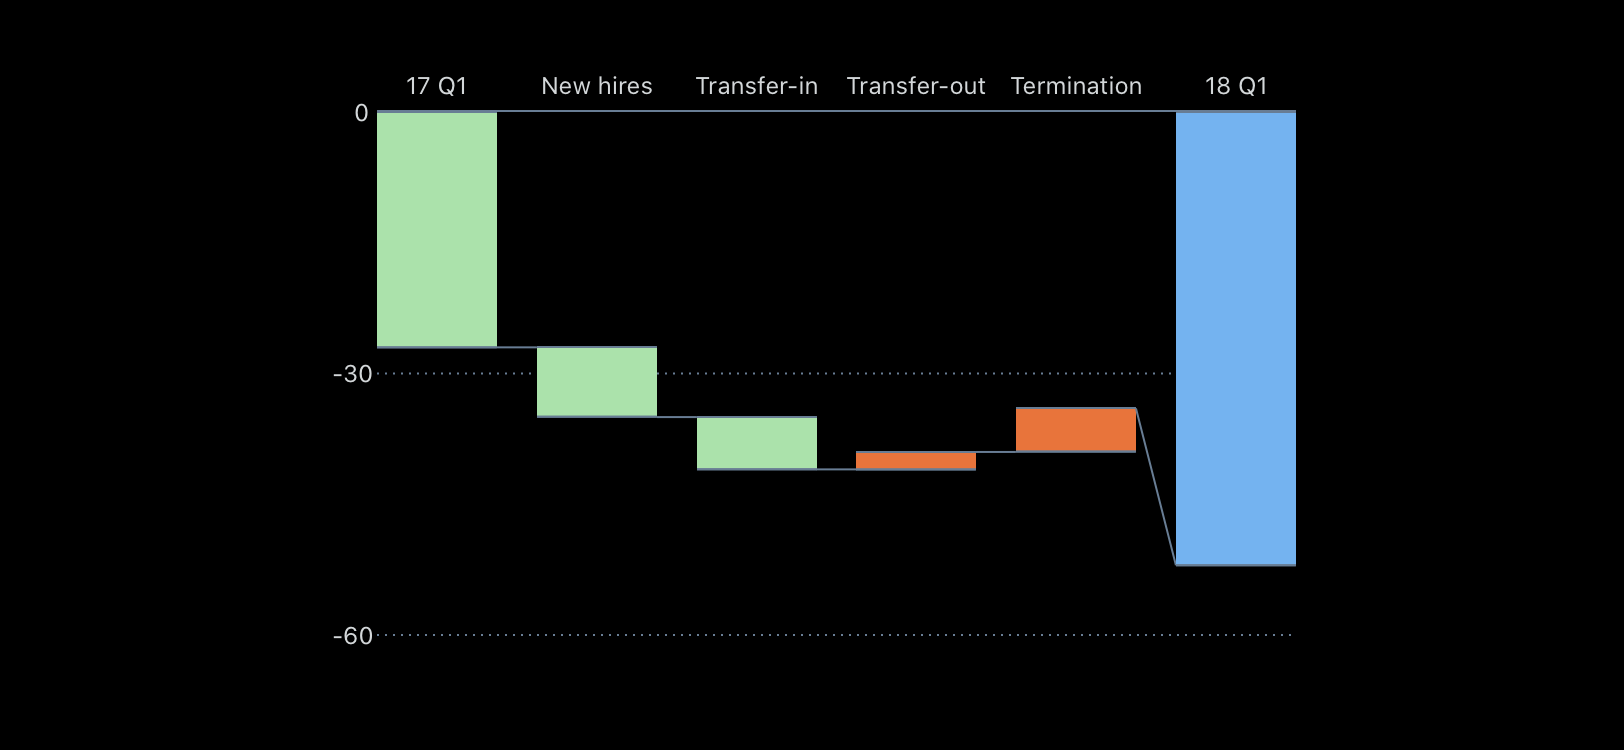 17 Q1
New hires
Transfer-in
Transfer-out
Termination
18 Q1
0
-30
-60